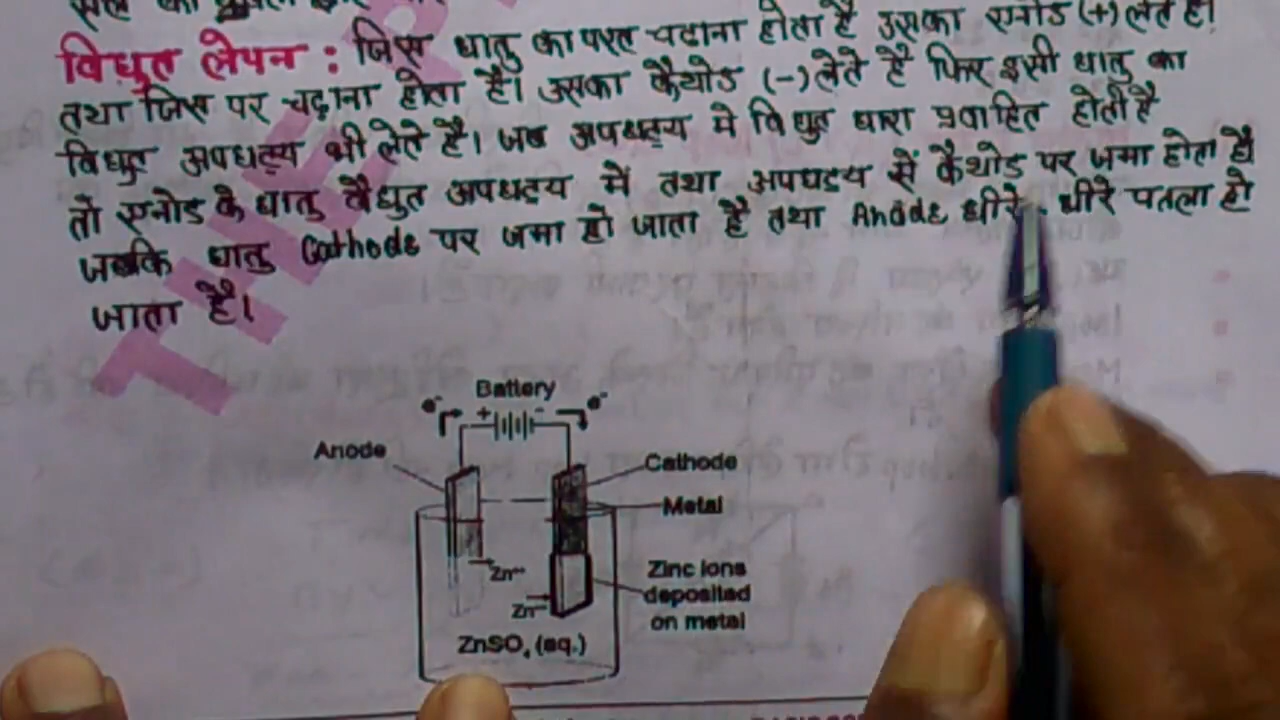 विधुत लेपन : जिस धातु का परत चढाना होता है उसका एनोड (+) लेते है।
तथा जिस पर चढ़ाना होता है। उसका कैथोड (-) लेते है फिर इसी धातु का
विधुत अपघट्य भी लेते है। जब अपघट्य मे विधुत धारा प्रवाहित होती है
तो एनोड के धातु वैधुत अपघट्य में तथा अपघट्य से कैथोड पर जमा होता है
जबकि धातु Cathode पर जमा हो जाता है तथा Anode धीरे-धीरे पतला हो
जाता है।
Battery
e⁻ + - e⁻
Anode
Cathode
Metal
Zn⁺⁺
Zinc ions
deposited
on metal
Zn⁺⁺
ZnSO₄ (aq.)